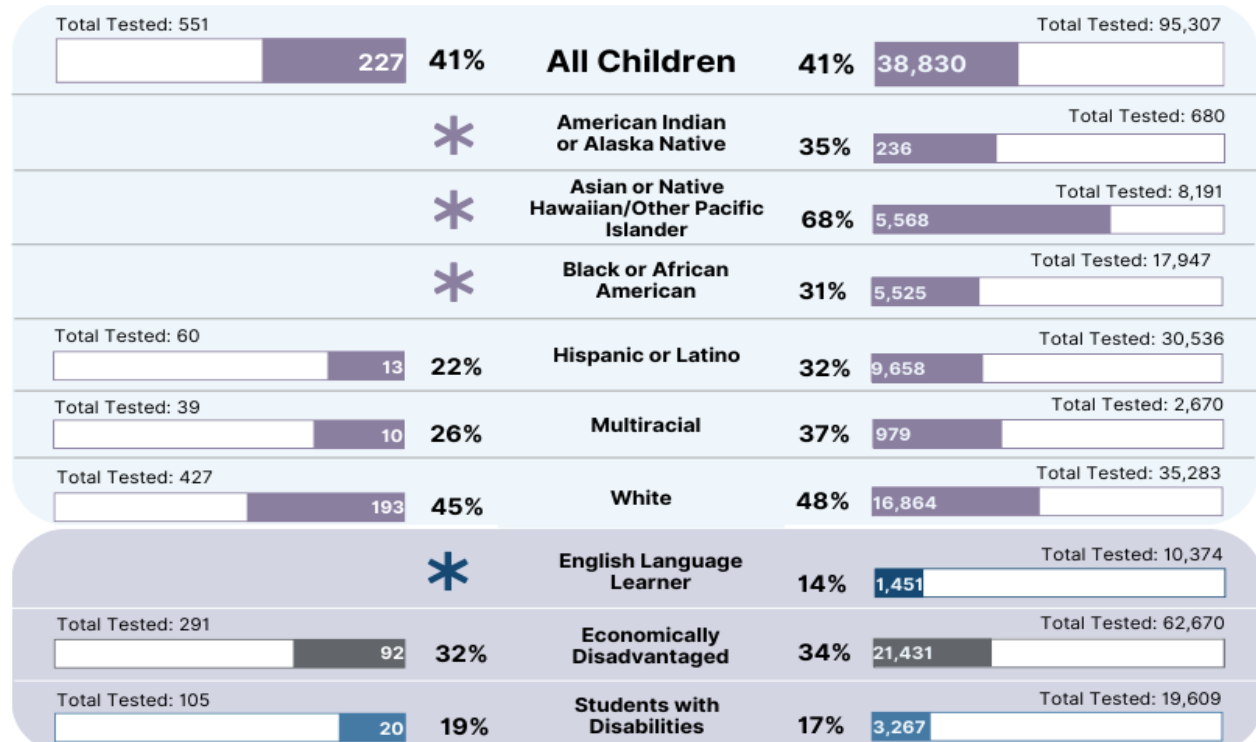 Total Tested: 551
Total Tested: 95,307
227 41% All Children 41% 38,830
Total Tested: 680
American Indian
or Alaska Native
* 35% 236
Total Tested: 8,191
Asian or Native
Hawaiian/Other Pacific
Islander
* 68% 5,568
Total Tested: 17,947
Black or African
American
* 31% 5,525
Total Tested: 60
Total Tested: 30,536
13 22% Hispanic or Latino 32% 9,658
Total Tested: 39
Total Tested: 2,670
10 26% Multiracial 37% 979
Total Tested: 427
Total Tested: 35,283
193 45% White 48% 16,864
Total Tested: 10,374
English Language
Learner
* 14% 1,451
Total Tested: 291
Total Tested: 62,670
Economically
Disadvantaged
92 32% 34% 21,431
Total Tested: 105
Total Tested: 19,609
Students with
Disabilities
20 19% 17% 3,267